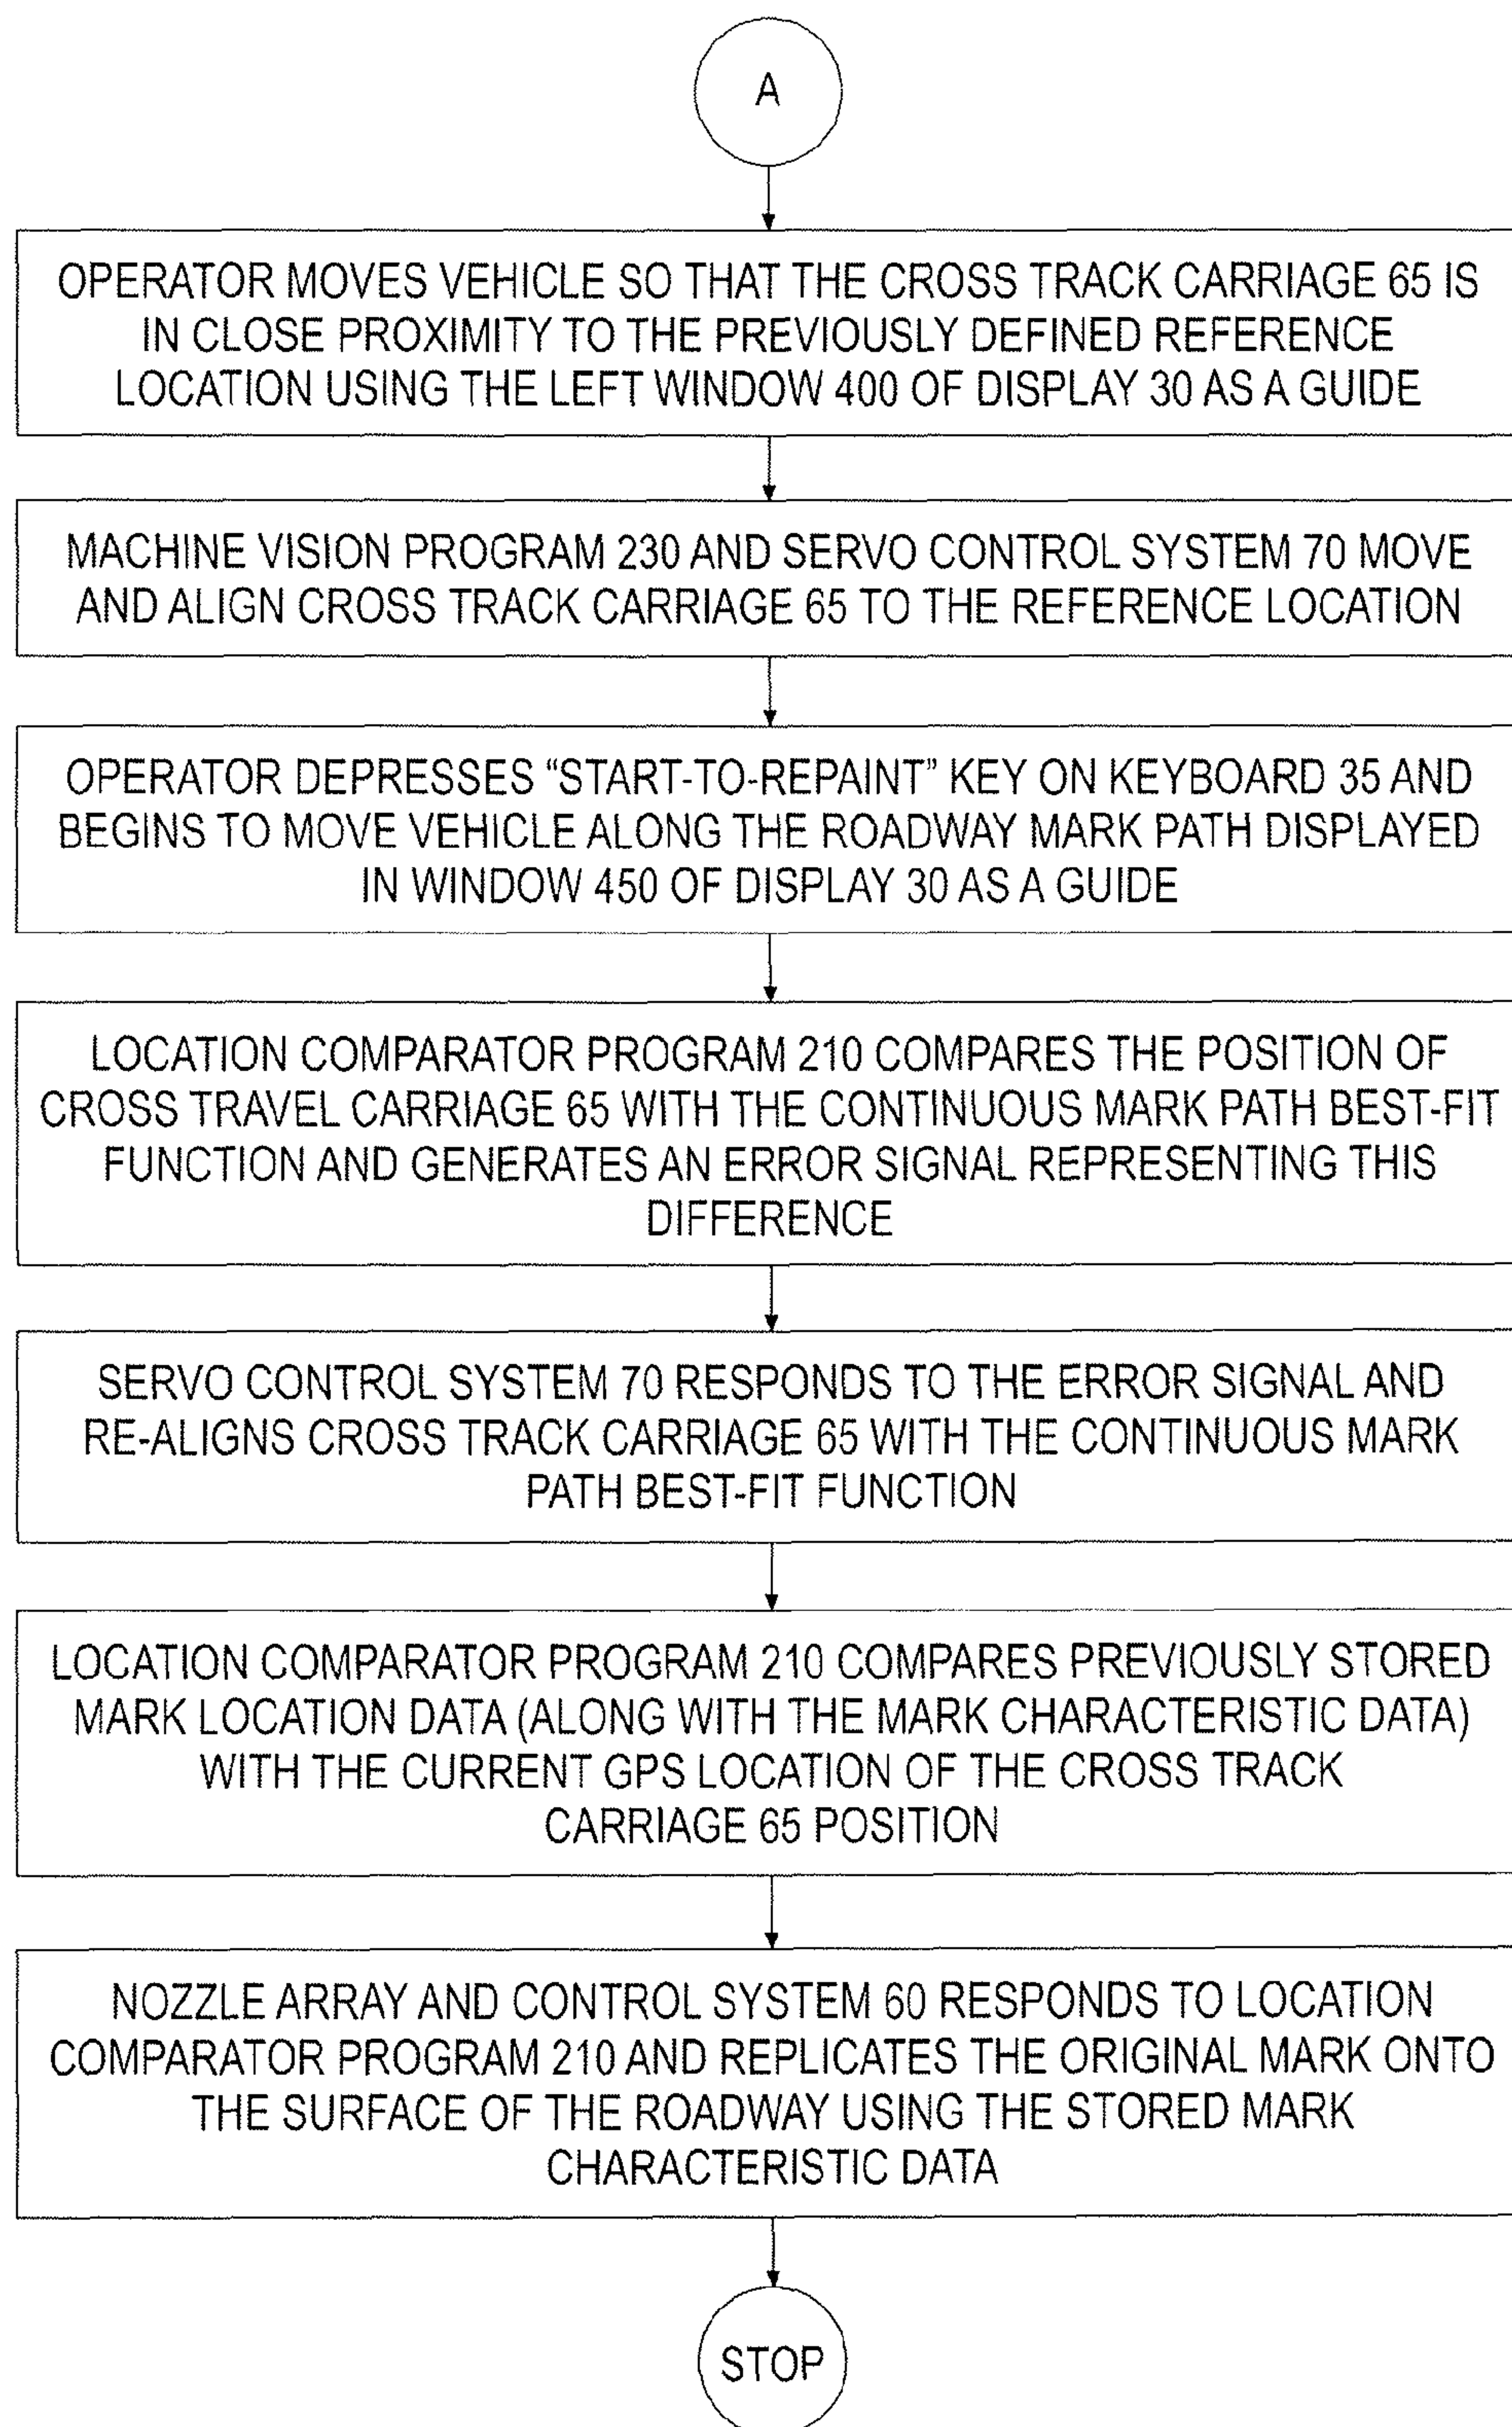 A
OPERATOR MOVES VEHICLE SO THAT THE CROSS TRACK CARRIAGE 65 IS
IN CLOSE PROXIMITY TO THE PREVIOUSLY DEFINED REFERENCE
LOCATION USING THE LEFT WINDOW 400 OF DISPLAY 30 AS A GUIDE
MACHINE VISION PROGRAM 230 AND SERVO CONTROL SYSTEM 70 MOVE
AND ALIGN CROSS TRACK CARRIAGE 65 TO THE REFERENCE LOCATION
OPERATOR DEPRESSES “START-TO-REPAINT” KEY ON KEYBOARD 35 AND
BEGINS TO MOVE VEHICLE ALONG THE ROADWAY MARK PATH DISPLAYED
IN WINDOW 450 OF DISPLAY 30 AS A GUIDE
LOCATION COMPARATOR PROGRAM 210 COMPARES THE POSITION OF
CROSS TRAVEL CARRIAGE 65 WITH THE CONTINUOUS MARK PATH BEST-FIT
FUNCTION AND GENERATES AN ERROR SIGNAL REPRESENTING THIS
DIFFERENCE
SERVO CONTROL SYSTEM 70 RESPONDS TO THE ERROR SIGNAL AND
RE-ALIGNS CROSS TRACK CARRIAGE 65 WITH THE CONTINUOUS MARK
PATH BEST-FIT FUNCTION
LOCATION COMPARATOR PROGRAM 210 COMPARES PREVIOUSLY STORED
MARK LOCATION DATA (ALONG WITH THE MARK CHARACTERISTIC DATA)
WITH THE CURRENT GPS LOCATION OF THE CROSS TRACK
CARRIAGE 65 POSITION
NOZZLE ARRAY AND CONTROL SYSTEM 60 RESPONDS TO LOCATION
COMPARATOR PROGRAM 210 AND REPLICATES THE ORIGINAL MARK ONTO
THE SURFACE OF THE ROADWAY USING THE STORED MARK
CHARACTERISTIC DATA
STOP